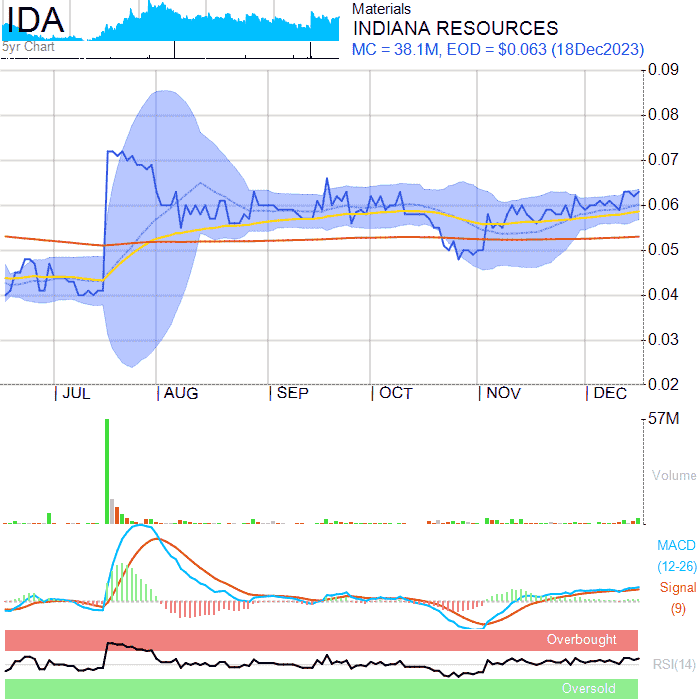 IDA
5yr Chart
Materials
INDIANA RESOURCES
MC = 38.1M, EOD = $0.063 (18Dec2023)
0.09
0.08
0.07
0.06
0.05
0.04
0.03
0.02
JUL AUG SEP OCT NOV DEC
57M
Volume
MACD
(12-26)
Signal
(9)
Overbought
RSI(14)
Oversold